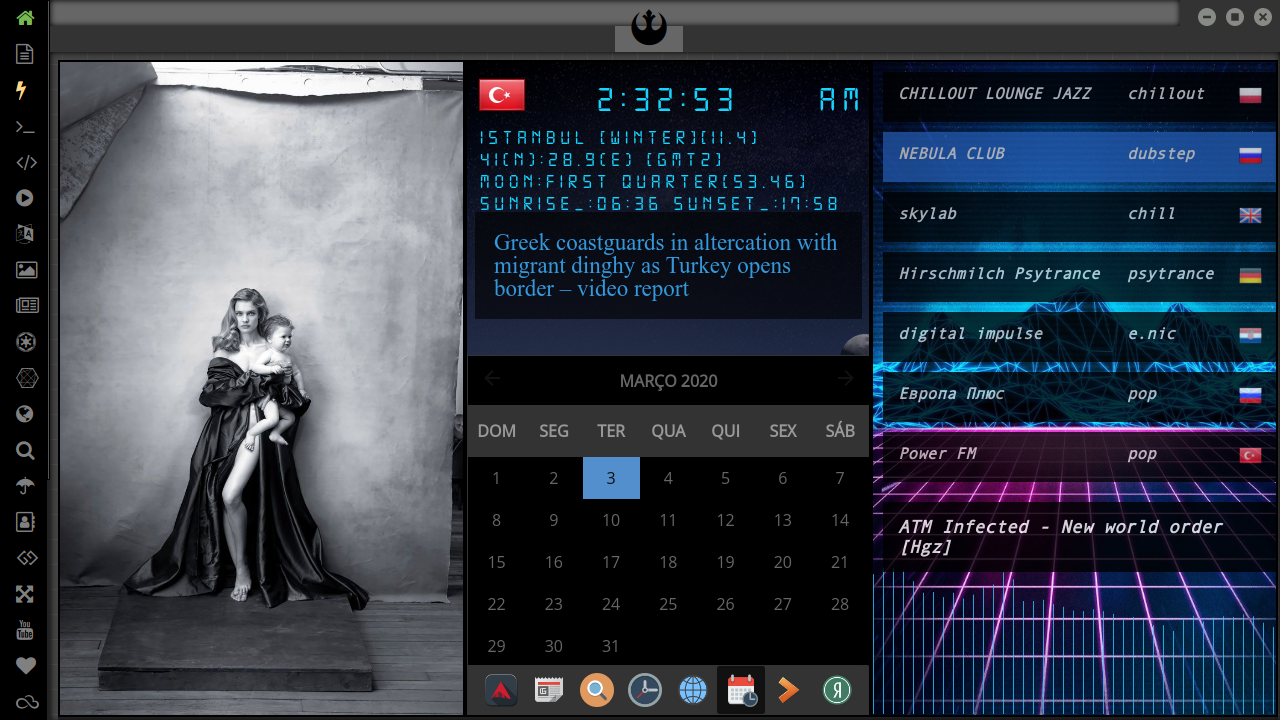 2:32:53 AM
ISTANBUL (WINTER)(11.4)
41(N):28.9(E) (GMT2)
MOON:FIRST QUARTER(53.46)
SUNRISE_:06:36 SUNSET_:17:58
Greek coastguards in altercation with
migrant dinghy as Turkey opens
border – video report
MARÇO 2020
DOM SEG TER QUA QUI SEX SÁB
1 2 3 4 5 6 7
8 9 10 11 12 13 14
15 16 17 18 19 20 21
22 23 24 25 26 27 28
29 30 31
CHILLOUT LOUNGE JAZZ chillout
NEBULA CLUB dubstep
skylab chill
Hirschmilch Psytrance psytrance
digital impulse e.nic
Европа Плюс pop
Power FM pop
ATM Infected - New world order
[Hgz]
You
Tube
Я